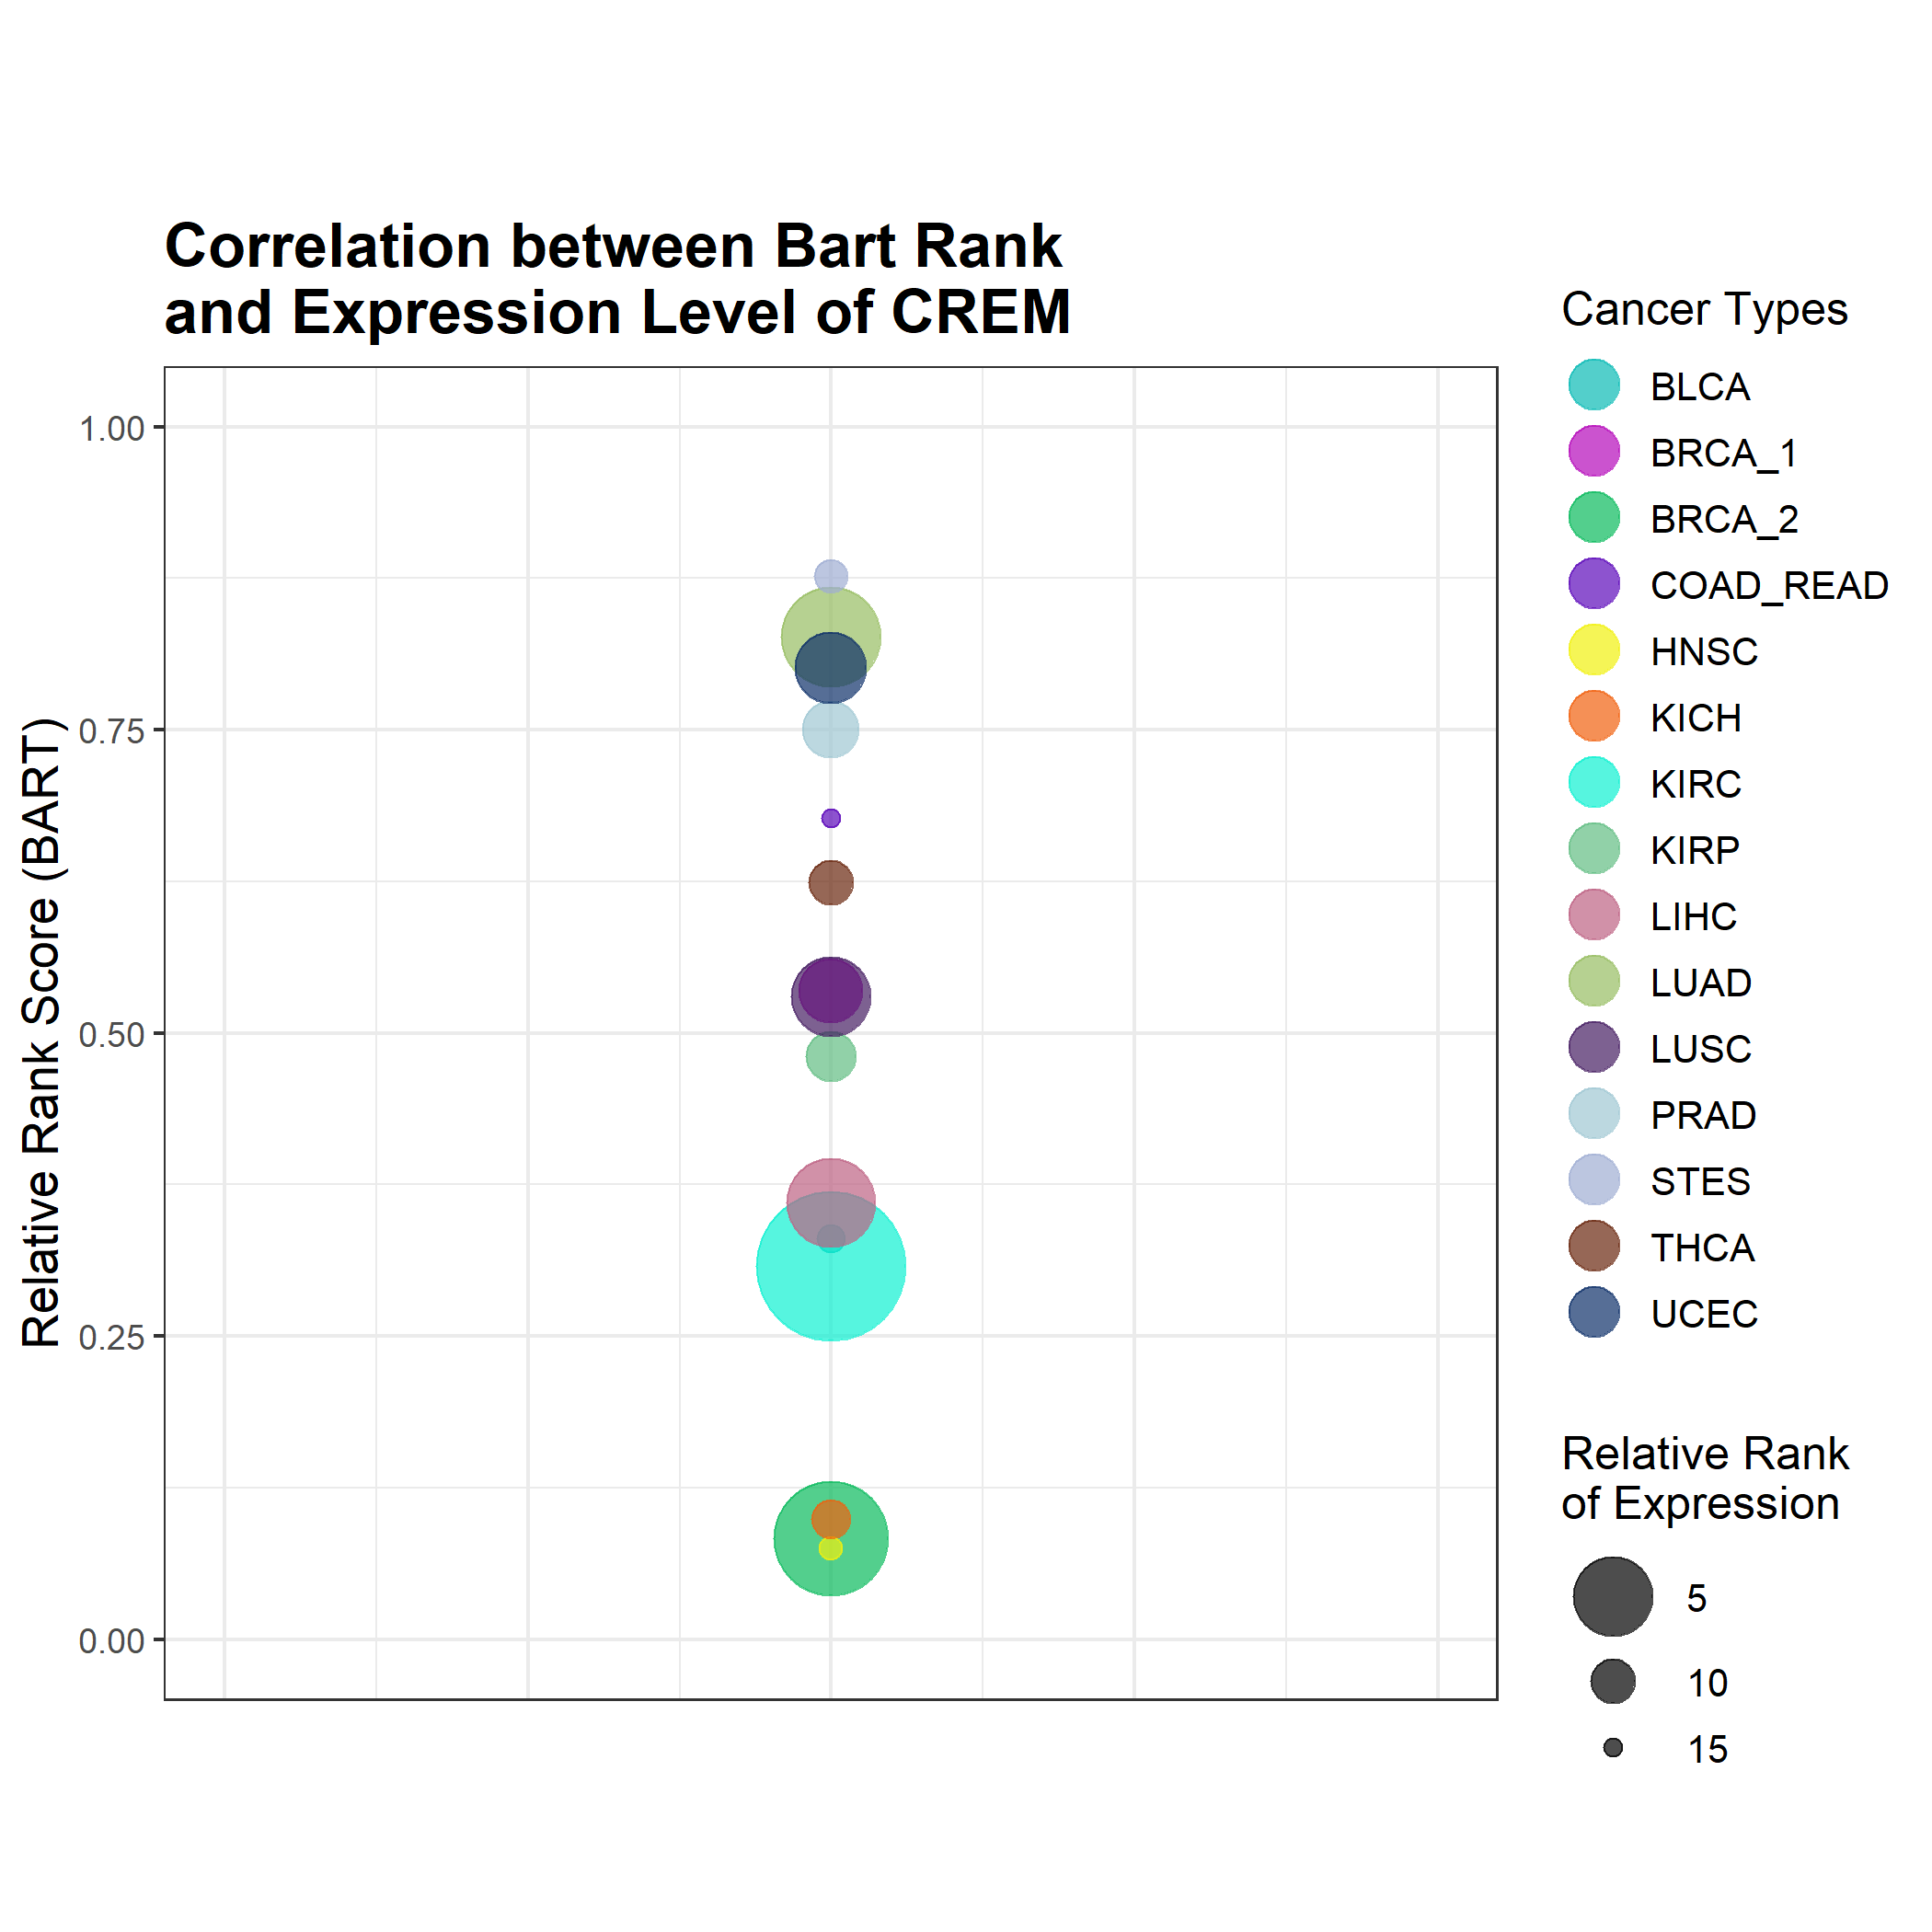 Correlation between Bart Rank
and Expression Level of CREM
Relative Rank Score (BART)
1.00
0.75
0.50
0.25
0.00
Cancer Types
BLCA
BRCA_1
BRCA_2
COAD_READ
HNSC
KICH
KIRC
KIRP
LIHC
LUAD
LUSC
PRAD
STES
THCA
UCEC
Relative Rank
of Expression
5
10
15